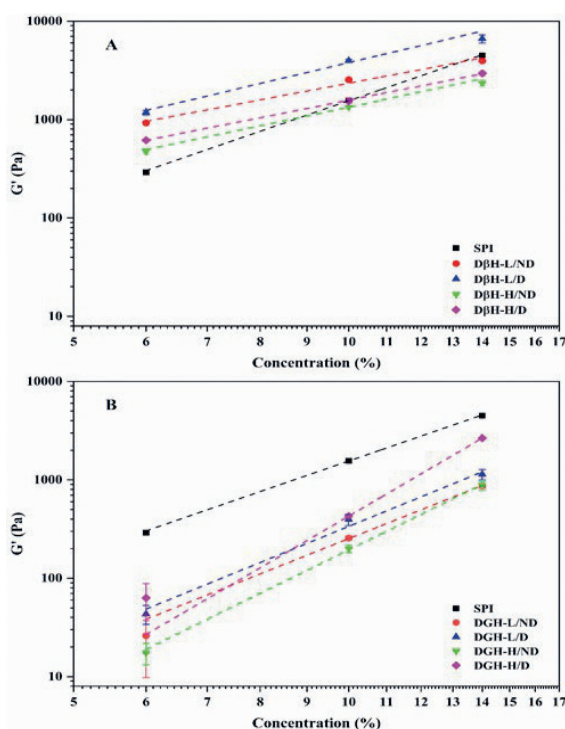 A
10000
1000
100
10
G' (Pa)
SPI
DβH-L/ND
DβH-L/D
DβH-H/ND
DβH-H/D
5 6 7 8 9 10 11 12 13 14 15 16 17
Concentration (%)
B
10000
1000
100
10
G' (Pa)
SPI
DGH-L/ND
DGH-L/D
DGH-H/ND
DGH-H/D
5 6 7 8 9 10 11 12 13 14 15 16 17
Concentration (%)